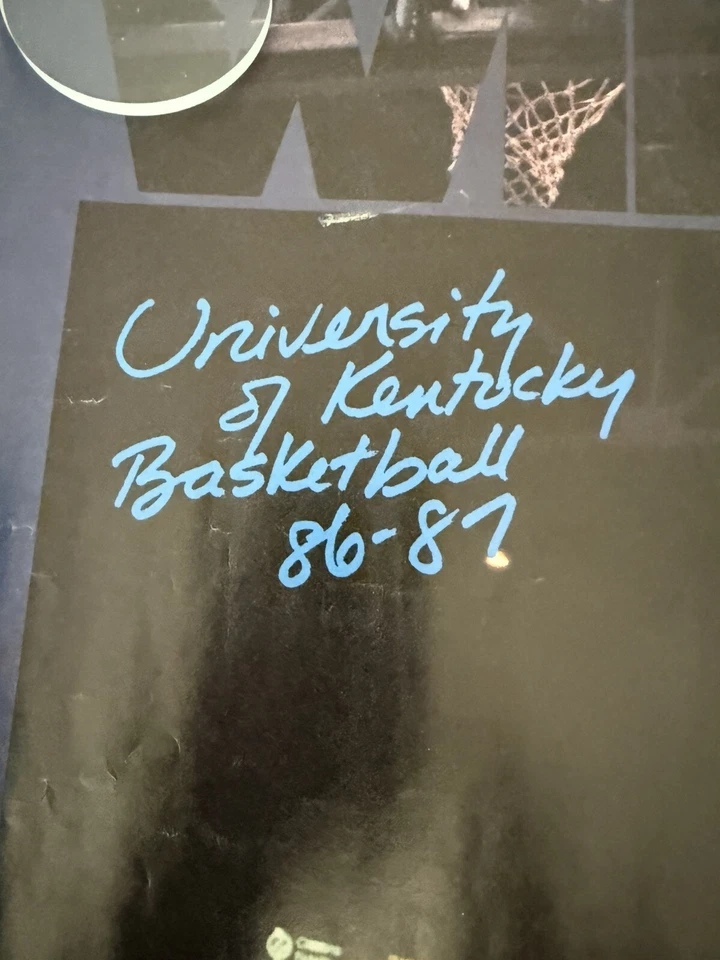 University
of Kentucky
Basketball
86-87